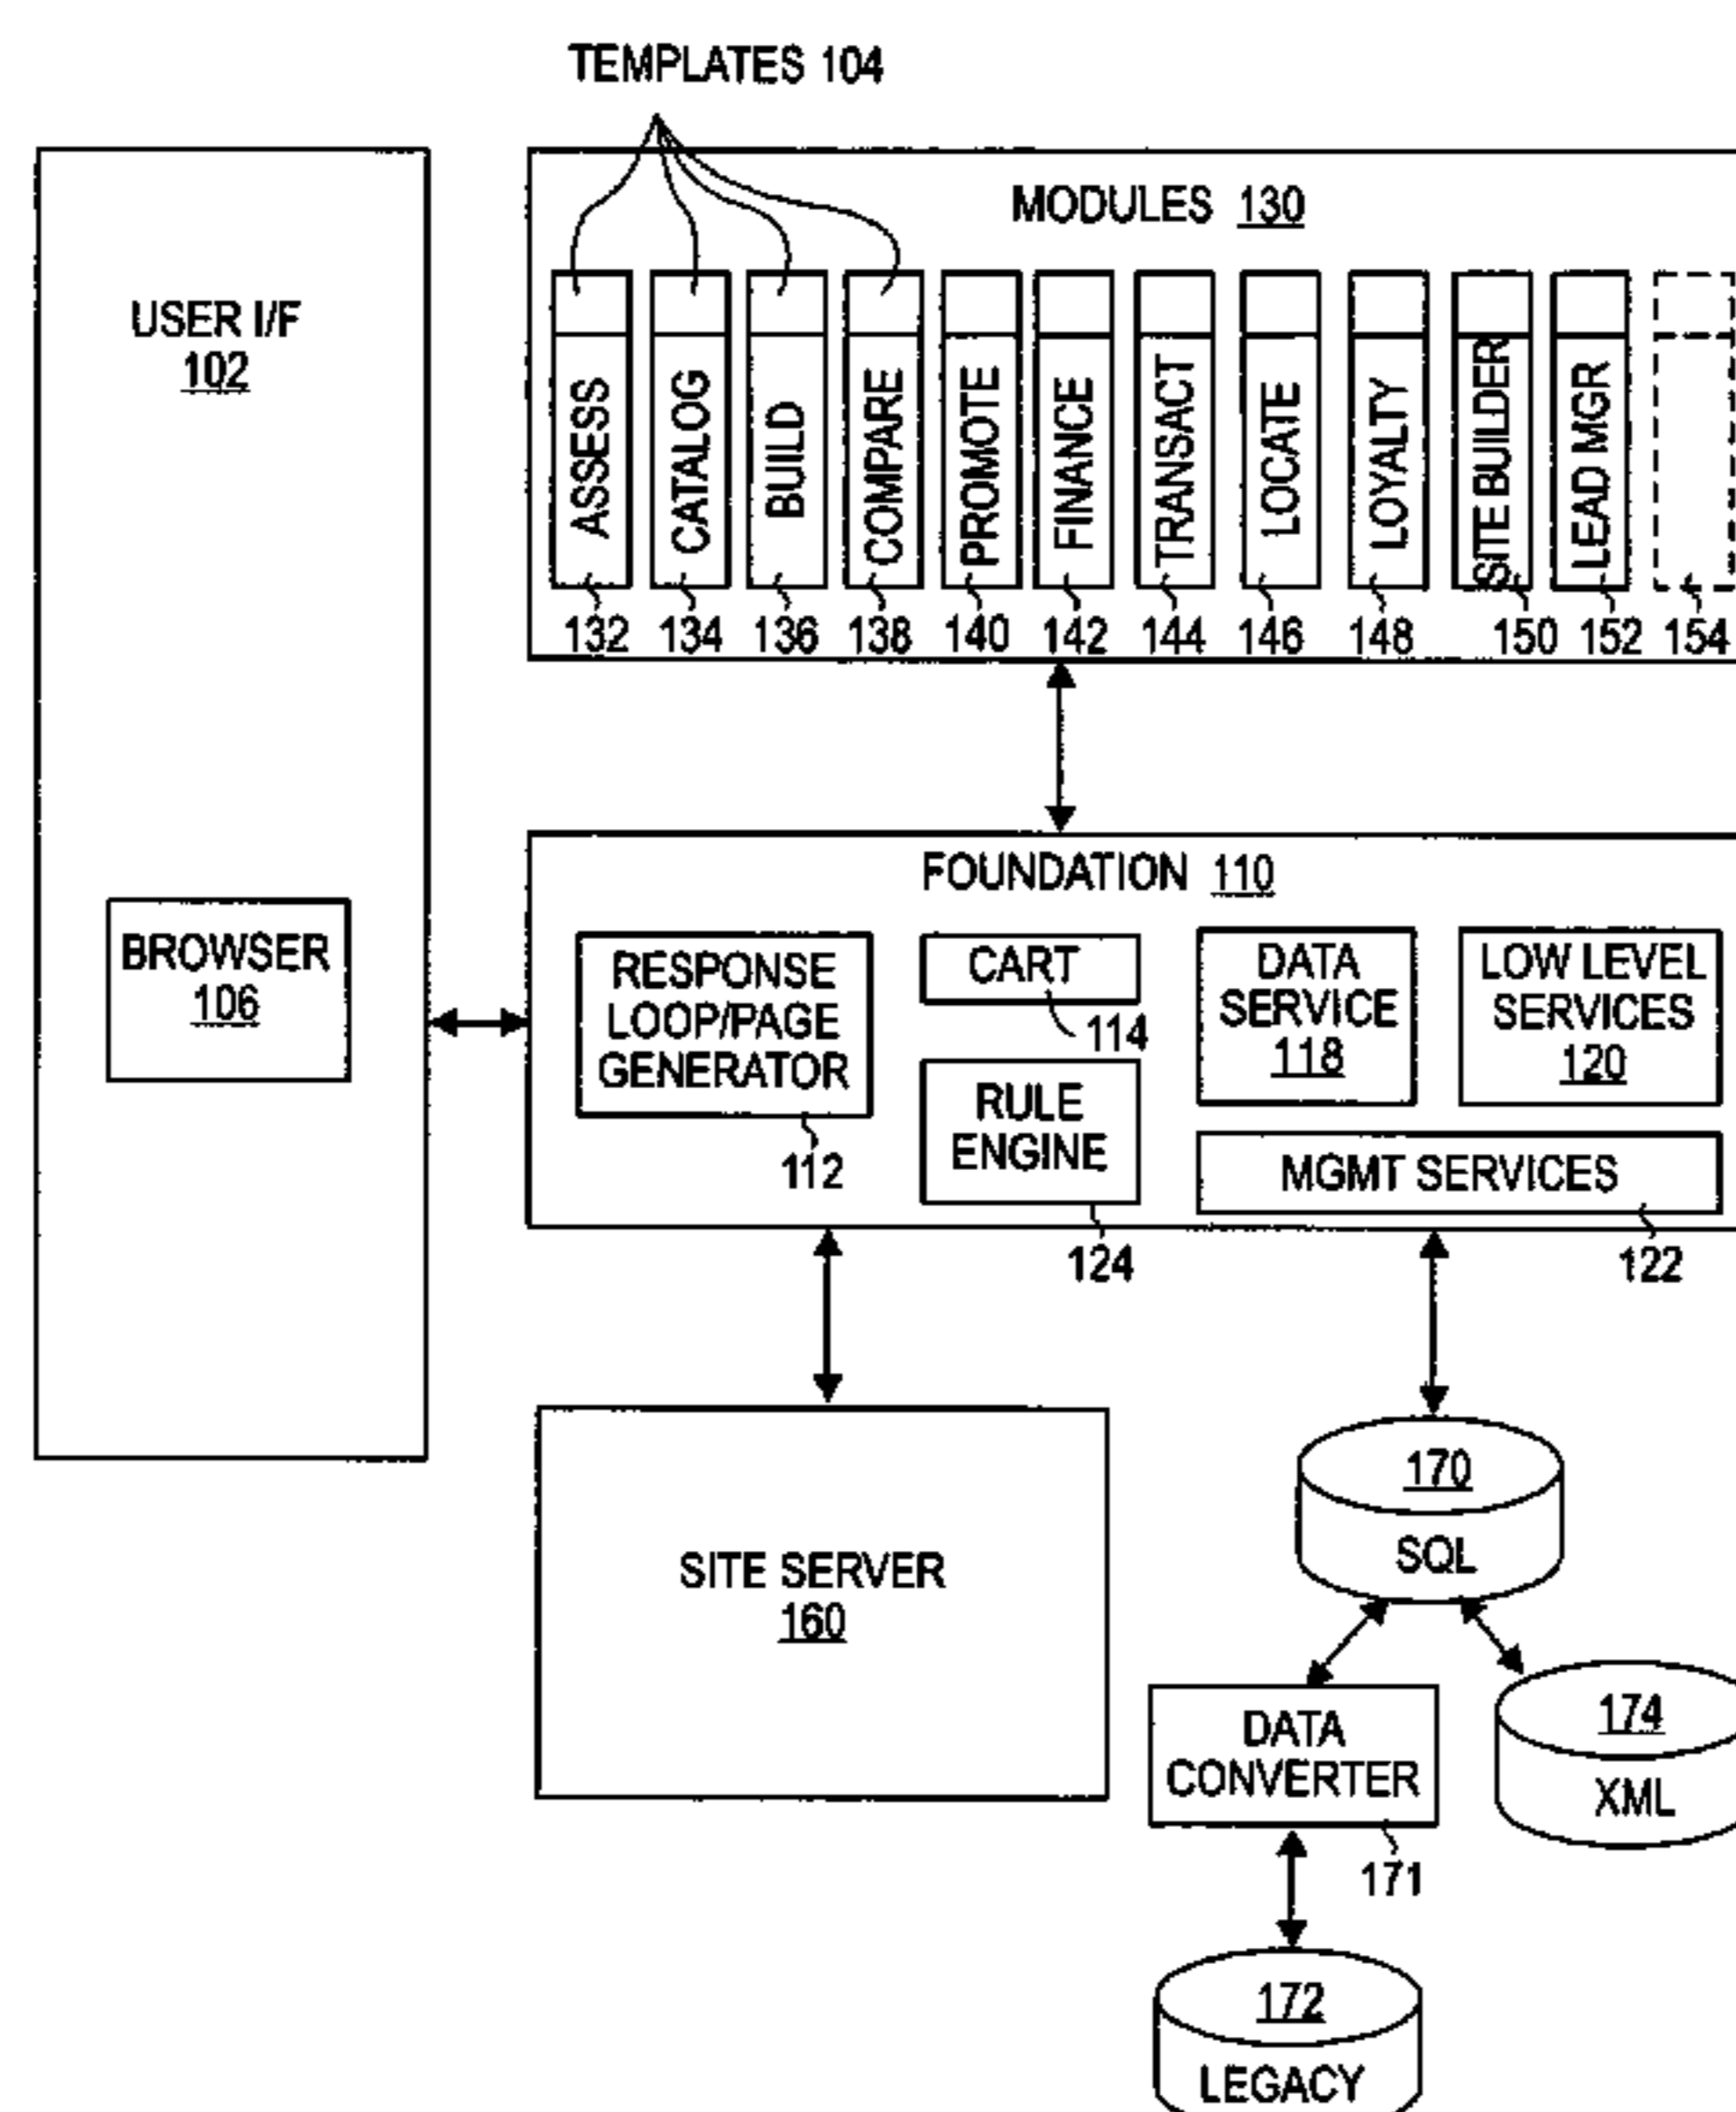 TEMPLATES 104
USER I/F
102
BROWSER
106
MODULES 130
ASSESS
CATALOG
BUILD
COMPARE
PROMOTE
FINANCE
TRANSACT
LOCATE
LOYALTY
SITE BUILDER
LEAD MGR
132 134 136 138 140 142 144 146 148 150 152 154
FOUNDATION 110
RESPONSE
LOOP/PAGE
GENERATOR
112
CART
114
RULE
ENGINE
124
DATA
SERVICE
118
LOW LEVEL
SERVICES
120
MGMT SERVICES
122
SITE SERVER
160
170
SQL
DATA
CONVERTER
171
174
XML
172
LEGACY